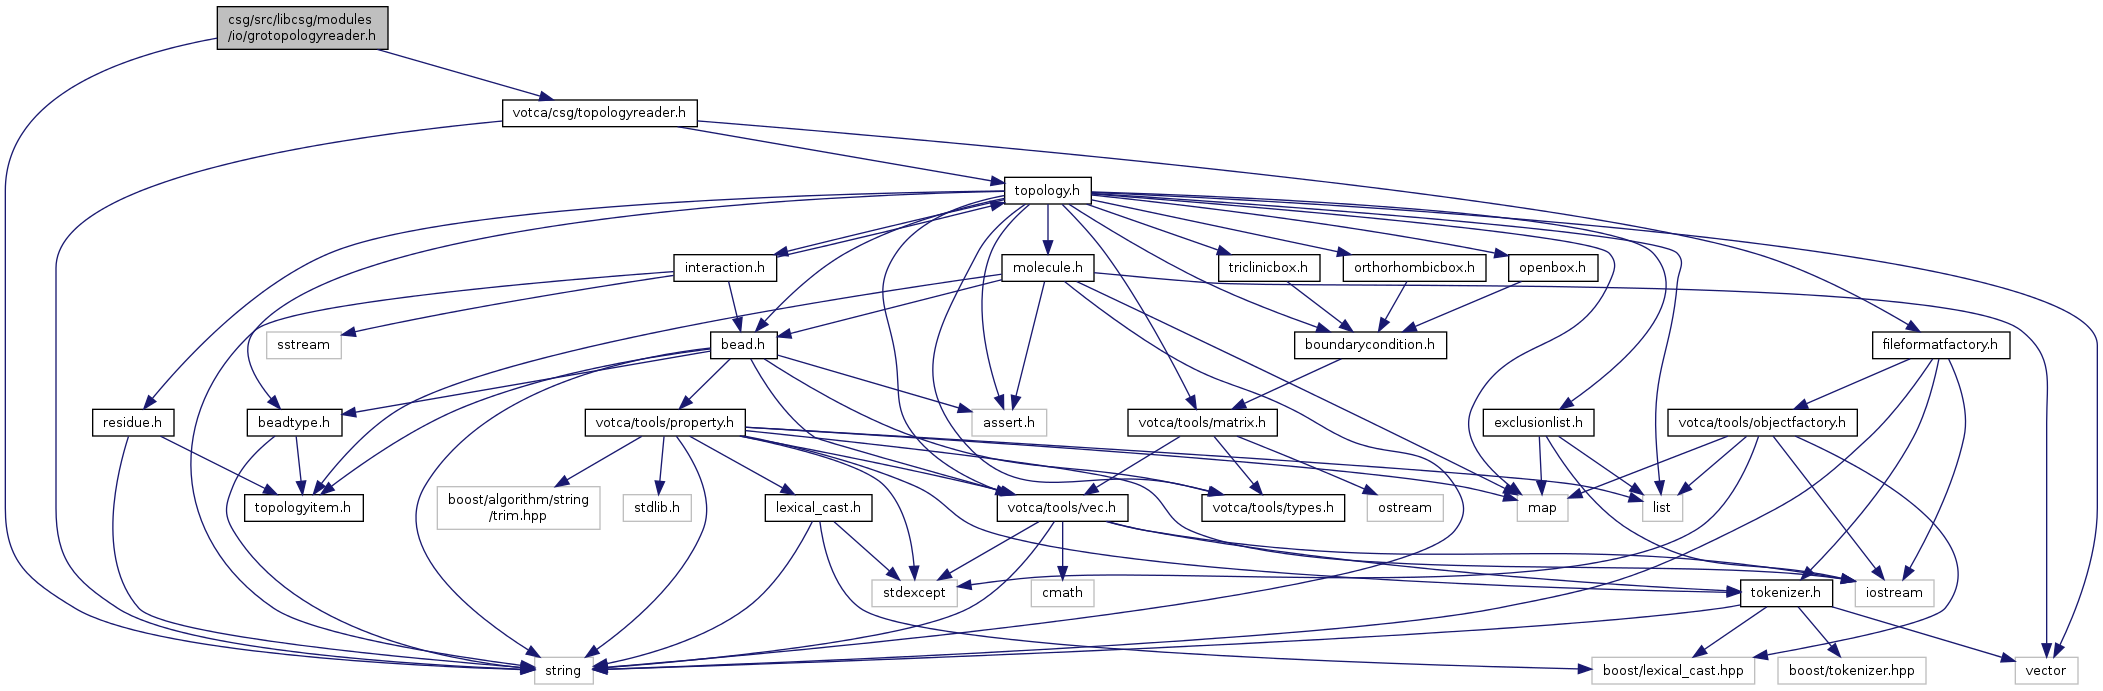 csg/src/libcsg/modules
/io/grotopologyreader.h
votca/csg/topologyreader.h
topology.h
interaction.h
molecule.h
triclinicbox.h
orthorhombicbox.h
openbox.h
sstream
bead.h
boundarycondition.h
fileformatfactory.h
residue.h
beadtype.h
votca/tools/property.h
assert.h
votca/tools/matrix.h
exclusionlist.h
votca/tools/objectfactory.h
topologyitem.h
boost/algorithm/string
/trim.hpp
stdlib.h
lexical_cast.h
votca/tools/vec.h
votca/tools/types.h
ostream
map
list
stdexcept
cmath
tokenizer.h
iostream
string
boost/lexical_cast.hpp
boost/tokenizer.hpp
vector